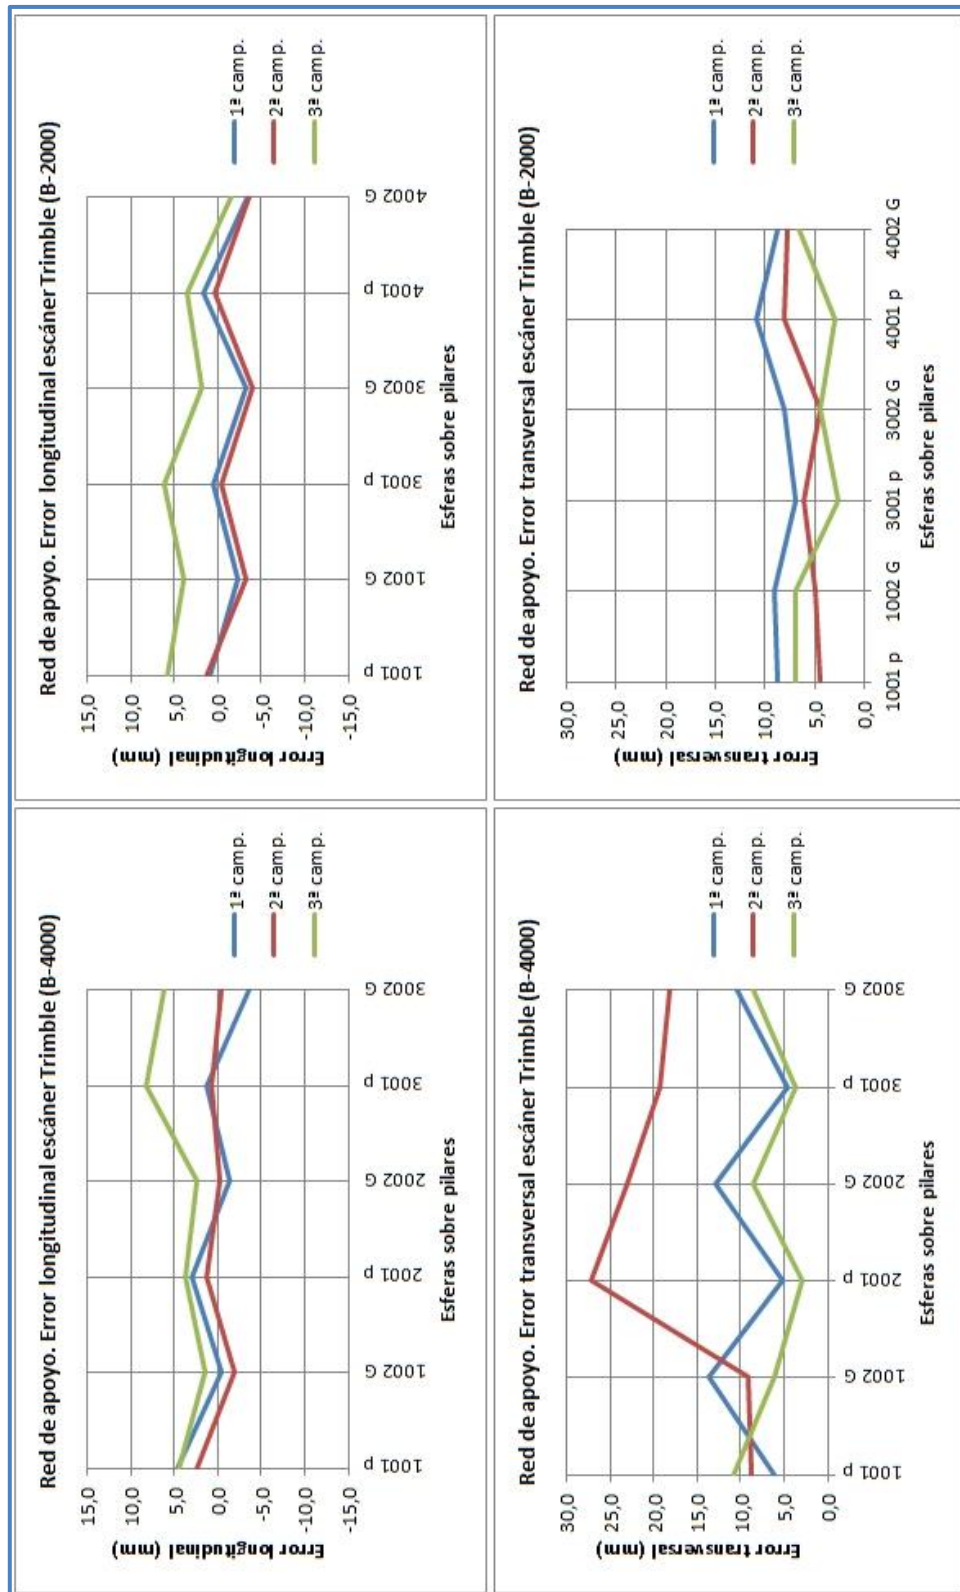 Red de apoyo. Error longitudinal escáner Trimble (B-4000)
Error longitudinal (mm)
15,0
10,0
5,0
0,0
-5,0
-10,0
-15,0
1001 p
1002 G
2001 p
2002 G
3001 p
3002 G
Esferas sobre pilares
1ª camp.
2ª camp.
3ª camp.
Red de apoyo. Error longitudinal escáner Trimble (B-2000)
Error longitudinal (mm)
15,0
10,0
5,0
0,0
-5,0
-10,0
-15,0
1001 p
1002 G
3001 p
3002 G
4001 p
4002 G
Esferas sobre pilares
1ª camp.
2ª camp.
3ª camp.
Red de apoyo. Error transversal escáner Trimble (B-4000)
Error transversal (mm)
30,0
25,0
20,0
15,0
10,0
5,0
0,0
1001 p
1002 G
2001 p
2002 G
3001 p
3002 G
Esferas sobre pilares
1ª camp.
2ª camp.
3ª camp.
Red de apoyo. Error transversal escáner Trimble (B-2000)
Error transversal (mm)
30,0
25,0
20,0
15,0
10,0
5,0
0,0
1001 p
1002 G
3001 p
3002 G
4001 p
4002 G
Esferas sobre pilares
1ª camp.
2ª camp.
3ª camp.